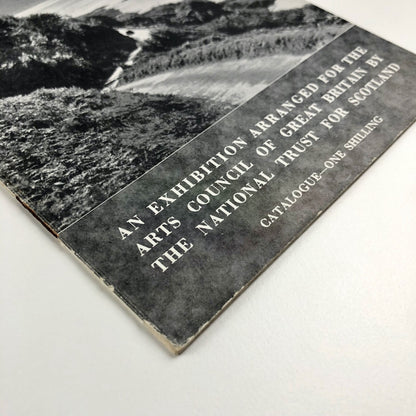 AN EXHIBITION ARRANGED FOR THE
ARTS COUNCIL OF GREAT BRITAIN BY
THE NATIONAL TRUST FOR SCOTLAND
CATALOGUE—ONE SHILLING